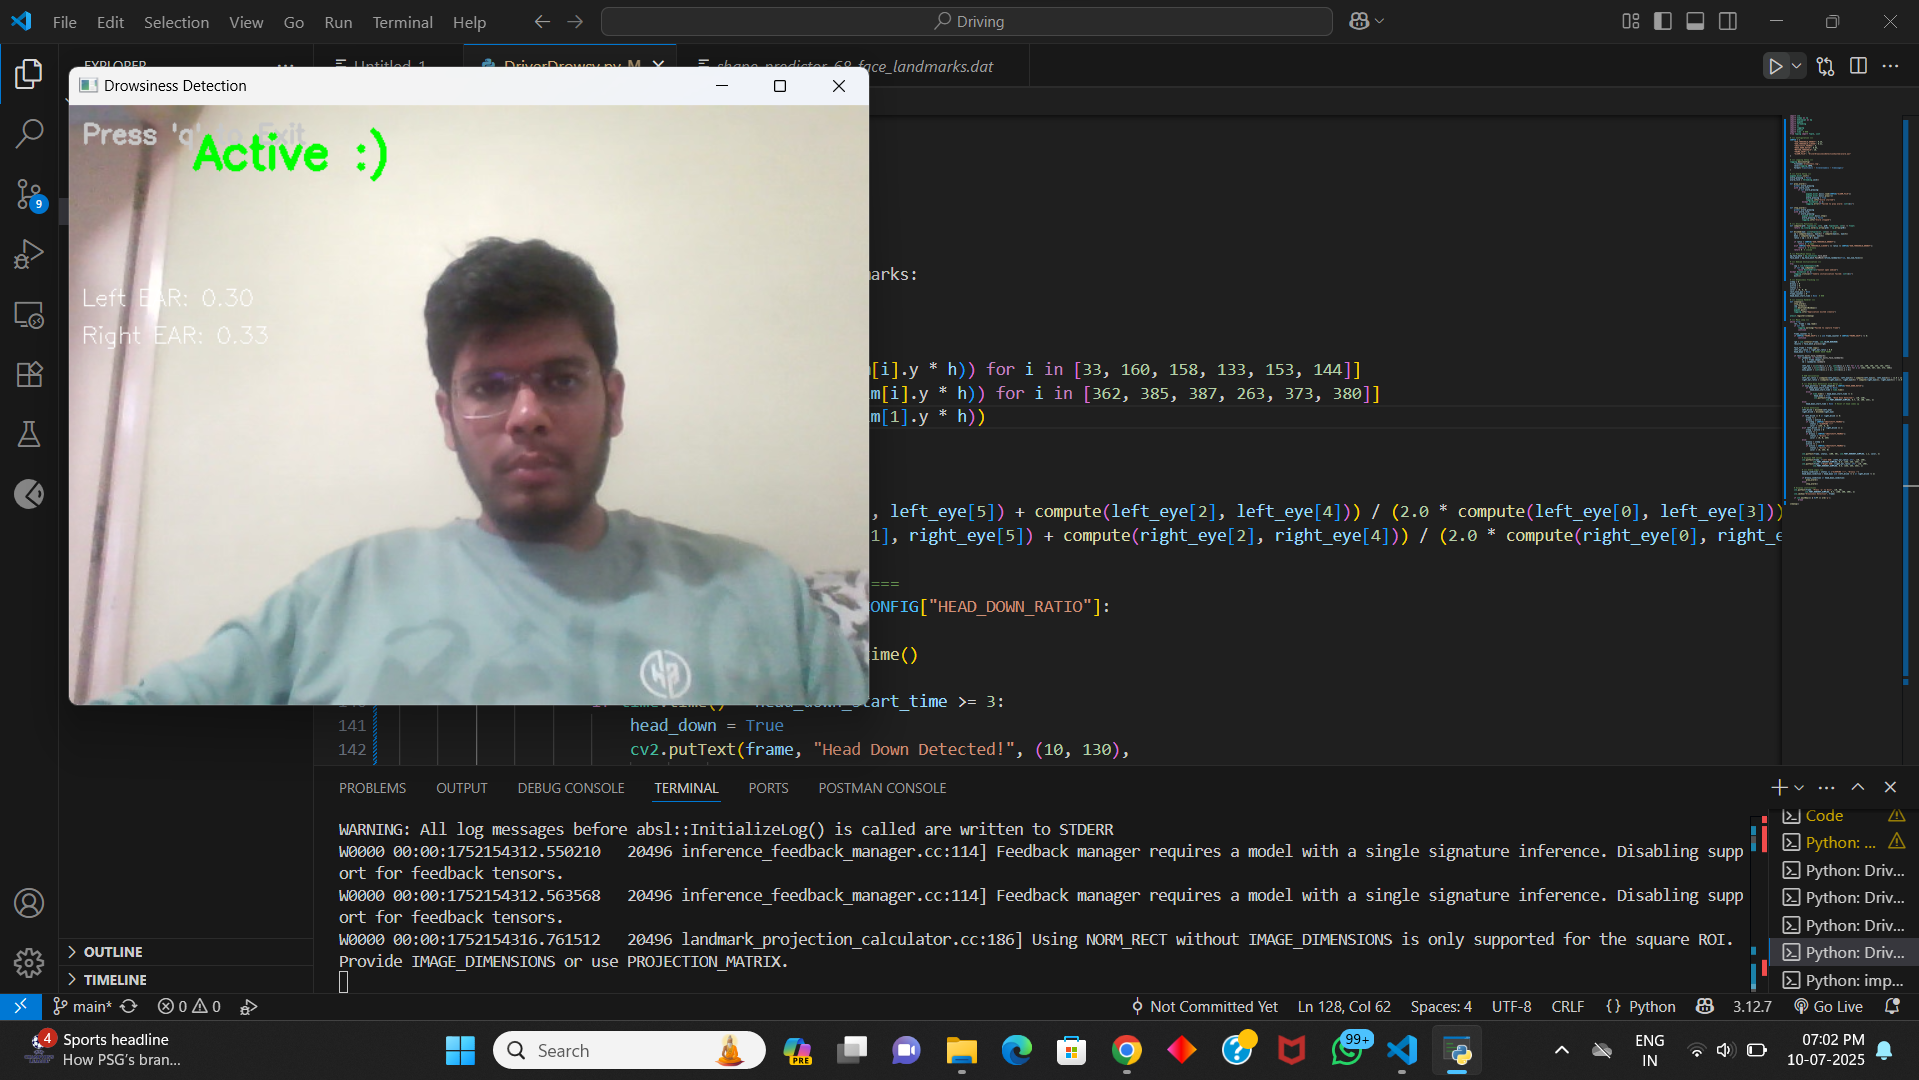 File Edit Selection View Go Run Terminal Help
Driving
EXPLORER
Untitled-1
DriverDrowsy.py M
shape_predictor_68_face_landmarks.dat
Drowsiness Detection
Press 'q' to Exit
Active :)
Left EAR: 0.30
Right EAR: 0.33
9
arks:
[i].y * h)) for i in [33, 160, 158, 133, 153, 144]]
m[i].y * h)) for i in [362, 385, 387, 263, 373, 380]]
m[1].y * h))
, left_eye[5]) + compute(left_eye[2], left_eye[4])) / (2.0 * compute(left_eye[0], left_eye[3]))
1], right_eye[5]) + compute(right_eye[2], right_eye[4])) / (2.0 * compute(right_eye[0], right_e
===
ONFIG["HEAD_DOWN_RATIO"]:
ime()
start_time >= 3:
141 head_down = True
142 cv2.putText(frame, "Head Down Detected!", (10, 130),
PROBLEMS OUTPUT DEBUG CONSOLE TERMINAL PORTS POSTMAN CONSOLE
WARNING: All log messages before absl::InitializeLog() is called are written to STDERR
W0000 00:00:1752154312.550210 20496 inference_feedback_manager.cc:114] Feedback manager requires a model with a single signature inference. Disabling supp
ort for feedback tensors.
W0000 00:00:1752154312.563568 20496 inference_feedback_manager.cc:114] Feedback manager requires a model with a single signature inference. Disabling supp
ort for feedback tensors.
W0000 00:00:1752154316.761512 20496 landmark_projection_calculator.cc:186] Using NORM_RECT without IMAGE_DIMENSIONS is only supported for the square ROI.
Provide IMAGE_DIMENSIONS or use PROJECTION_MATRIX.
Code
Python: ...
Python: Driv...
Python: Driv...
Python: Driv...
Python: Driv...
Python: imp...
OUTLINE
TIMELINE
main* 0 0
Not Committed Yet Ln 128, Col 62 Spaces: 4 UTF-8 CRLF {} Python 3.12.7 Go Live
4
Sports headline
How PSG's bran...
Search
PRE
99+
ENG
IN
07:02 PM
10-07-2025